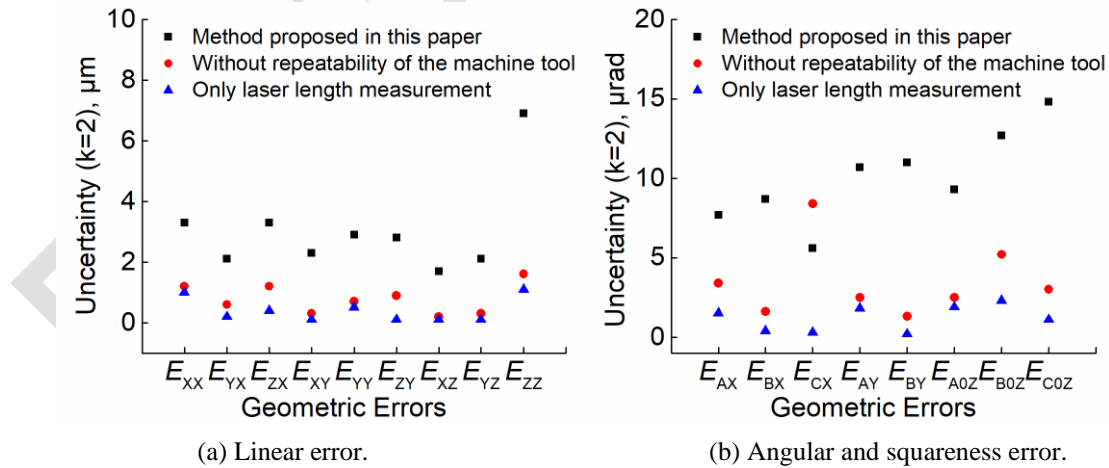 10
8
6
4
2
0
Uncertainty (k=2), μm
Method proposed in this paper
Without repeatability of the machine tool
Only laser length measurement
EXX EYX EZX EXY EYY EZY EXZ EYZ EZZ
Geometric Errors
(a) Linear error.
20
15
10
5
0
Uncertainty (k=2), μrad
Method proposed in this paper
Without repeatability of the machine tool
Only laser length measurement
EAX EBX ECX EAY EBY EA0Z EB0Z EC0Z
Geometric Errors
(b) Angular and squareness error.